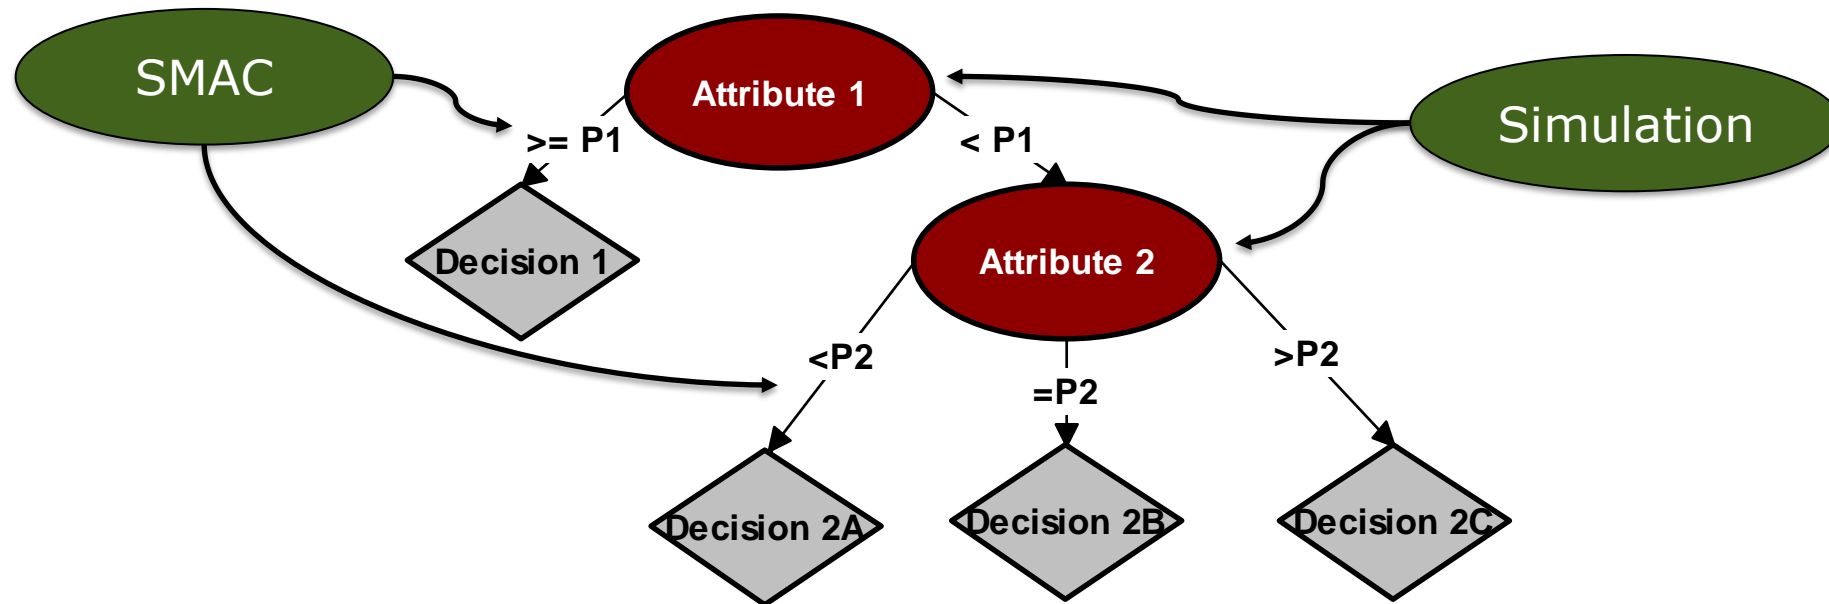 SMAC
Attribute 1
Simulation
>= P1
< P1
Decision 1
Attribute 2
<P2
=P2
>P2
Decision 2A
Decision 2B
Decision 2C